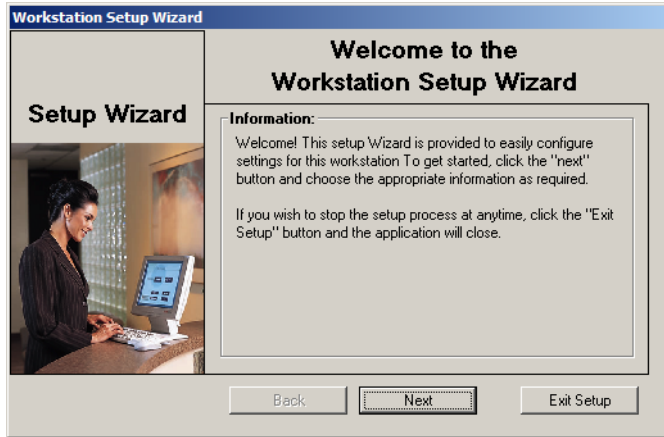 Workstation Setup Wizard
Welcome to the
Workstation Setup Wizard
Setup Wizard
Information:
Welcome! This setup Wizard is provided to easily configure
settings for this workstation To get started, click the "next"
button and choose the appropriate information as required.
If you wish to stop the setup process at anytime, click the "Exit
Setup" button and the application will close.
Back
Next
Exit Setup